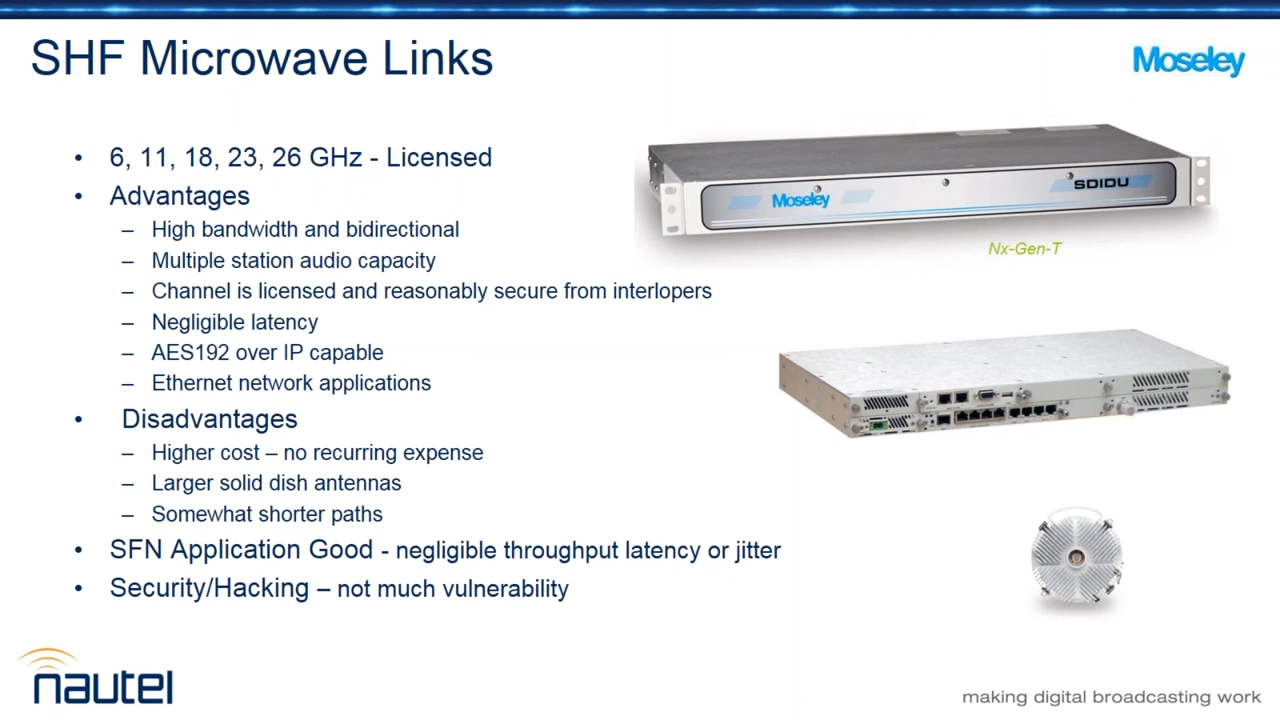 SHF Microwave Links
Moseley
• 6, 11, 18, 23, 26 GHz - Licensed
• Advantages
– High bandwidth and bidirectional
– Multiple station audio capacity
– Channel is licensed and reasonably secure from interlopers
– Negligible latency
– AES192 over IP capable
– Ethernet network applications
• Disadvantages
– Higher cost – no recurring expense
– Larger solid dish antennas
– Somewhat shorter paths
• SFN Application Good - negligible throughput latency or jitter
• Security/Hacking – not much vulnerability
Moseley
SDIDU
Nx-Gen-T
nautel
making digital broadcasting work